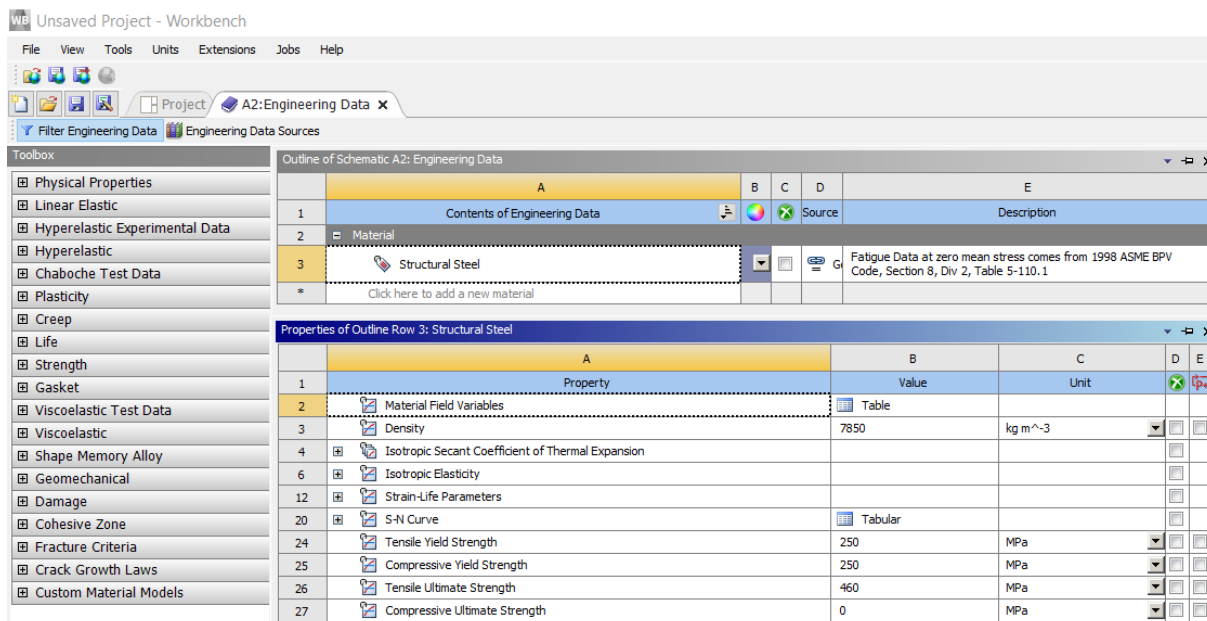 WB Unsaved Project - Workbench
File View Tools Units Extensions Jobs Help
Project A2:Engineering Data
Filter Engineering Data Engineering Data Sources
Toolbox
Physical Properties
Linear Elastic
Hyperelastic Experimental Data
Hyperelastic
Chaboche Test Data
Plasticity
Creep
Life
Strength
Gasket
Viscoelastic Test Data
Viscoelastic
Shape Memory Alloy
Geomechanical
Damage
Cohesive Zone
Fracture Criteria
Crack Growth Laws
Custom Material Models
Outline of Schematic A2: Engineering Data
A B C D E
1 Contents of Engineering Data Source Description
2 Material
3 Structural Steel Fatigue Data at zero mean stress comes from 1998 ASME BPV
Code, Section 8, Div 2, Table 5-110.1
* Click here to add a new material
Properties of Outline Row 3: Structural Steel
A B C D E
1 Property Value Unit
2 Material Field Variables Table
3 Density 7850 kg m^-3
4 Isotropic Secant Coefficient of Thermal Expansion
6 Isotropic Elasticity
12 Strain-Life Parameters
20 S-N Curve Tabular
24 Tensile Yield Strength 250 MPa
25 Compressive Yield Strength 250 MPa
26 Tensile Ultimate Strength 460 MPa
27 Compressive Ultimate Strength 0 MPa